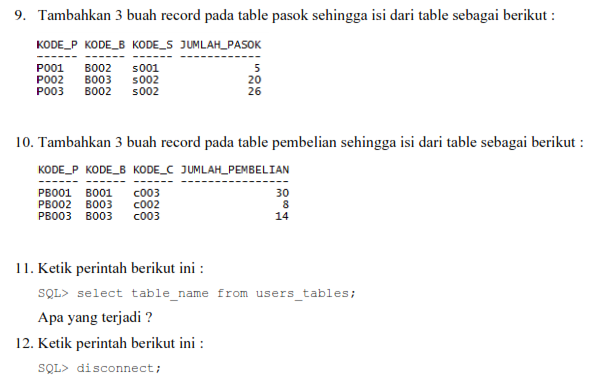 9. Tambahkan 3 buah record pada table pasok sehingga isi dari table sebagai berikut :
KODE_P KODE_B KODE_S JUMLAH_PASOK
------ ------ ------ ------------
P001 B002 s001 5
P002 B003 s002 20
P003 B002 s002 26
10. Tambahkan 3 buah record pada table pembelian sehingga isi dari table sebagai berikut :
KODE_P KODE_B KODE_C JUMLAH_PEMBELIAN
------ ------ ------ ----------------
PB001 B001 c003 30
PB002 B003 c002 8
PB003 B003 c003 14
11. Ketik perintah berikut ini :
SQL> select table_name from users_tables;
Apa yang terjadi ?
12. Ketik perintah berikut ini :
SQL> disconnect;